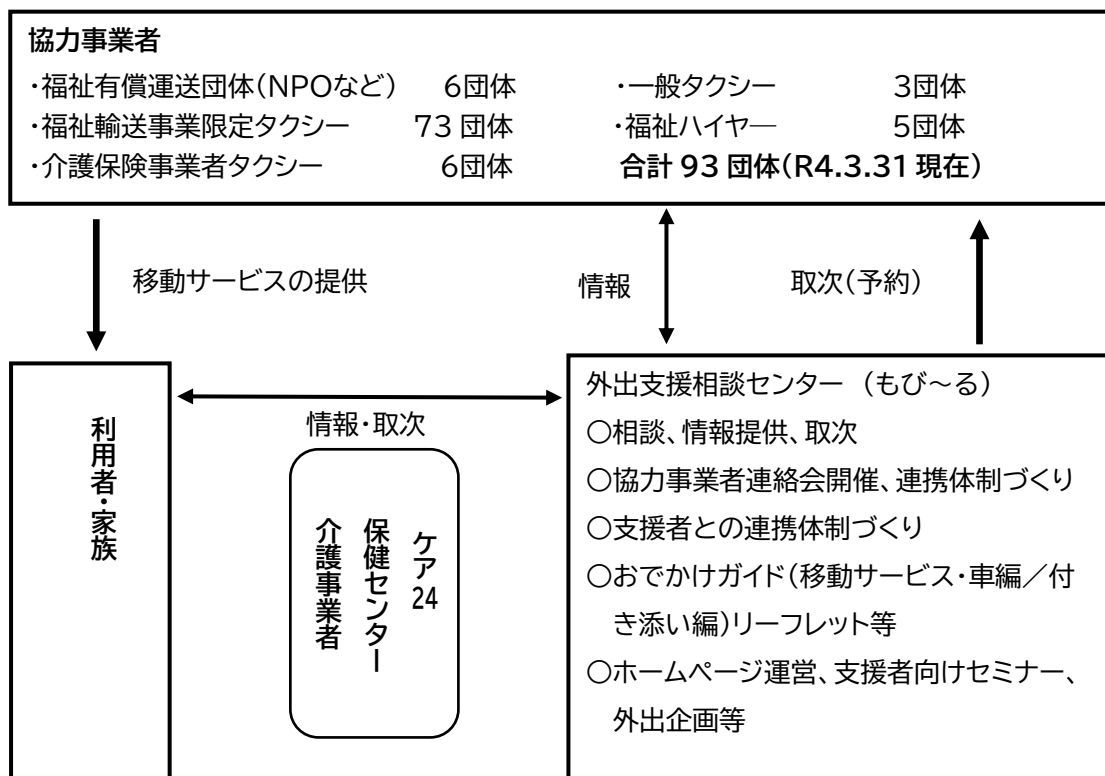 協力事業者
・福祉有償運送団体(NPOなど) 6団体
・福祉輸送事業限定タクシー 73団体
・介護保険事業者タクシー 6団体
・一般タクシー 3団体
・福祉ハイヤ― 5団体
合計 93 団体(R4.3.31 現在)
移動サービスの提供
情報
取次(予約)
利用者・家族
情報・取次
ケア24
保健センター
介護事業者
外出支援相談センター (もび~る)
○相談、情報提供、取次
○協力事業者連絡会開催、連携体制づくり
○支援者との連携体制づくり
○おでかけガイド(移動サービス・車編/付
き添い編)リーフレット等
○ホームページ運営、支援者向けセミナー、
外出企画等